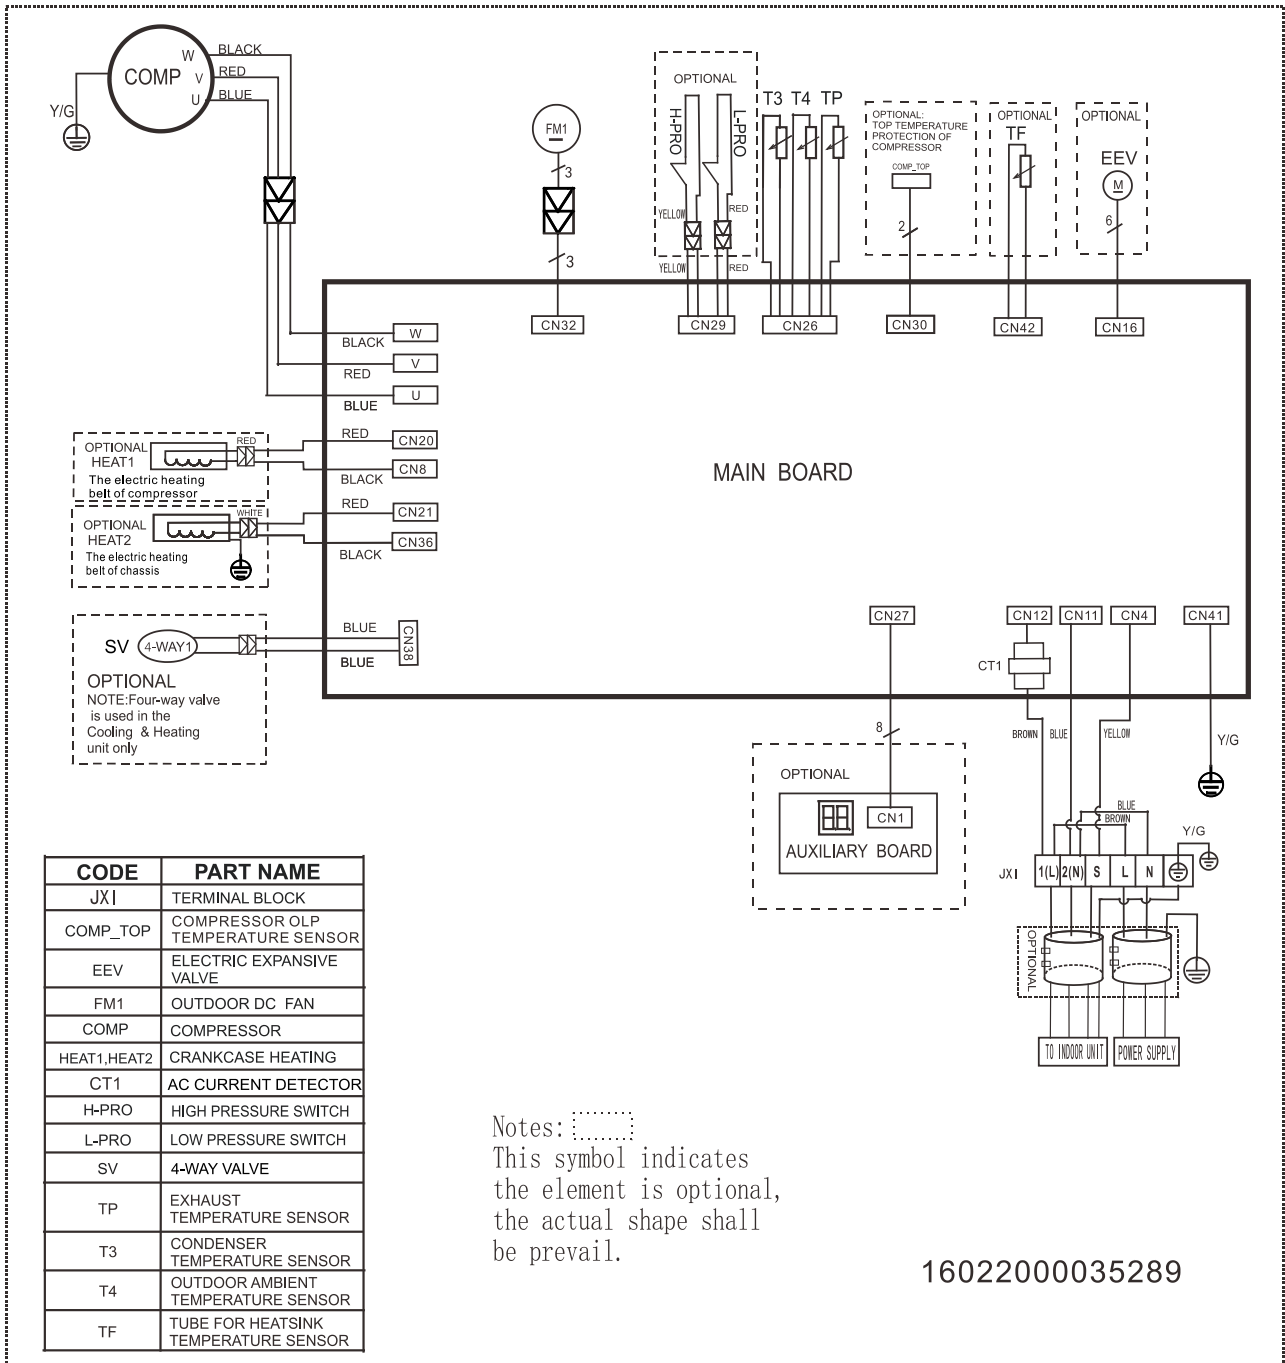 W
BLACK
COMP
V
RED
U
BLUE
Y/G
FM1
3
3
OPTIONAL
H-PRO
L-PRO
YELLOW
RED
YELLOW
RED
T3 T4 TP
OPTIONAL:
TOP TEMPERATURE
PROTECTION OF
COMPRESSOR
COMP_TOP
2
OPTIONAL
TF
OPTIONAL
EEV
M
6
CN32
CN29
CN26
CN30
CN42
CN16
W
BLACK
V
RED
U
BLUE
OPTIONAL
HEAT1
RED
The electric heating
belt of compressor
RED
CN20
CN8
BLACK
OPTIONAL
HEAT2
WHITE
The electric heating
belt of chassis
RED
CN21
CN36
BLACK
MAIN BOARD
SV
4-WAY1
BLUE
BLUE
CN38
OPTIONAL
NOTE:Four-way valve
is used in the
Cooling & Heating
unit only
CN27
CN12
CN11
CN4
CN41
CT1
8
BROWN
BLUE
YELLOW
Y/G
OPTIONAL
CN1
AUXILIARY BOARD
BLUE
BROWN
Y/G
JX1
1(L)
2(N)
S
L
N
OPTIONAL
TO INDOOR UNIT
POWER SUPPLY
CODE PART NAME
JX1 TERMINAL BLOCK
COMP_TOP COMPRESSOR OLP
TEMPERATURE SENSOR
EEV ELECTRIC EXPANSIVE
VALVE
FM1 OUTDOOR DC FAN
COMP COMPRESSOR
HEAT1,HEAT2 CRANKCASE HEATING
CT1 AC CURRENT DETECTOR
H-PRO HIGH PRESSURE SWITCH
L-PRO LOW PRESSURE SWITCH
SV 4-WAY VALVE
TP EXHAUST
TEMPERATURE SENSOR
T3 CONDENSER
TEMPERATURE SENSOR
T4 OUTDOOR AMBIENT
TEMPERATURE SENSOR
TF TUBE FOR HEATSINK
TEMPERATURE SENSOR
Notes:
This symbol indicates
the element is optional,
the actual shape shall
be prevail.
16022000035289